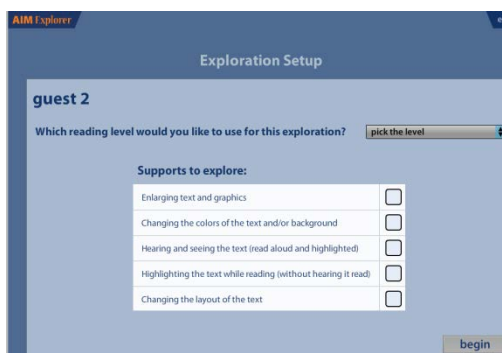 AIM Explorer
e
Exploration Setup
guest 2
Which reading level would you like to use for this exploration? pick the level
Supports to explore:
Enlarging text and graphics
Changing the colors of the text and/or background
Hearing and seeing the text (read aloud and highlighted)
Highlighting the text while reading (without hearing it read)
Changing the layout of the text
begin